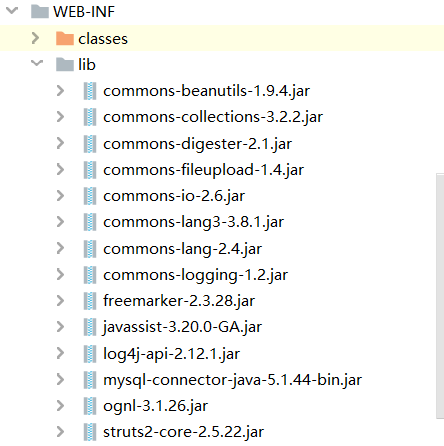 WEB-INF
classes
lib
commons-beanutils-1.9.4.jar
commons-collections-3.2.2.jar
commons-digester-2.1.jar
commons-fileupload-1.4.jar
commons-io-2.6.jar
commons-lang3-3.8.1.jar
commons-lang-2.4.jar
commons-logging-1.2.jar
freemarker-2.3.28.jar
javassist-3.20.0-GA.jar
log4j-api-2.12.1.jar
mysql-connector-java-5.1.44-bin.jar
ognl-3.1.26.jar
struts2-core-2.5.22.jar